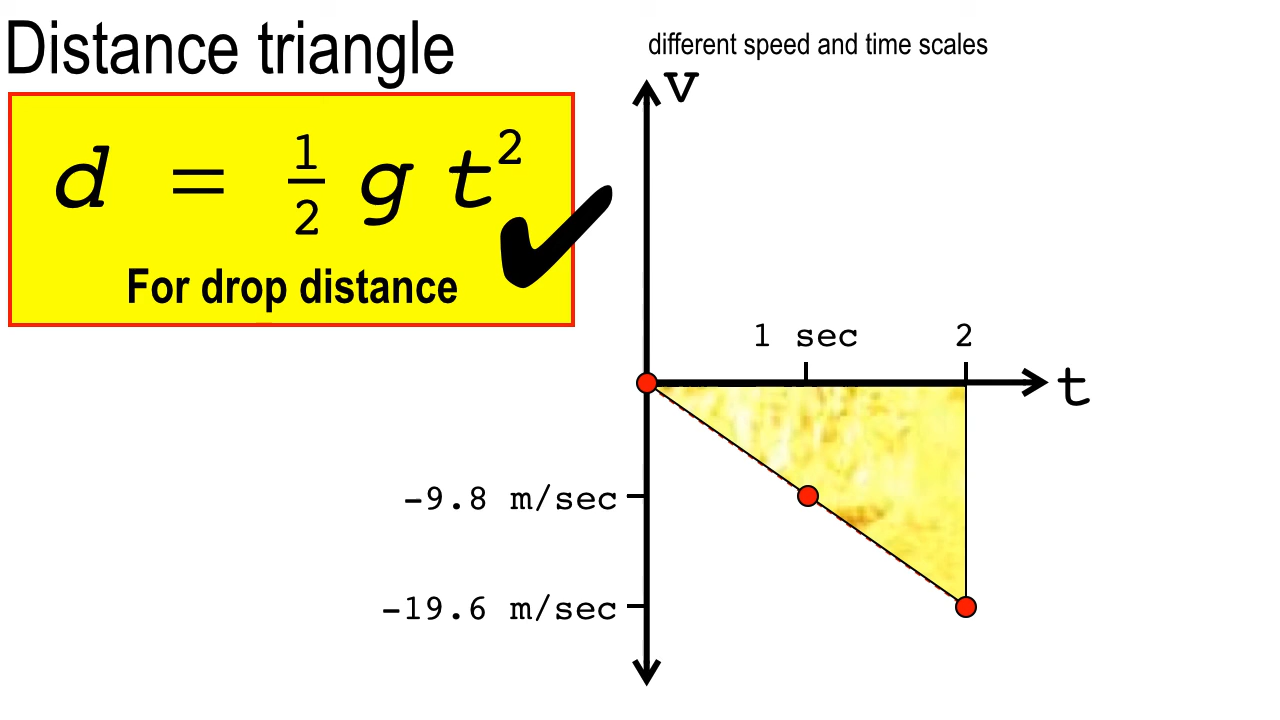 Distance triangle
different speed and time scales
d = 1/2 g t²
For drop distance
v
1 sec 2
t
-9.8 m/sec
-19.6 m/sec